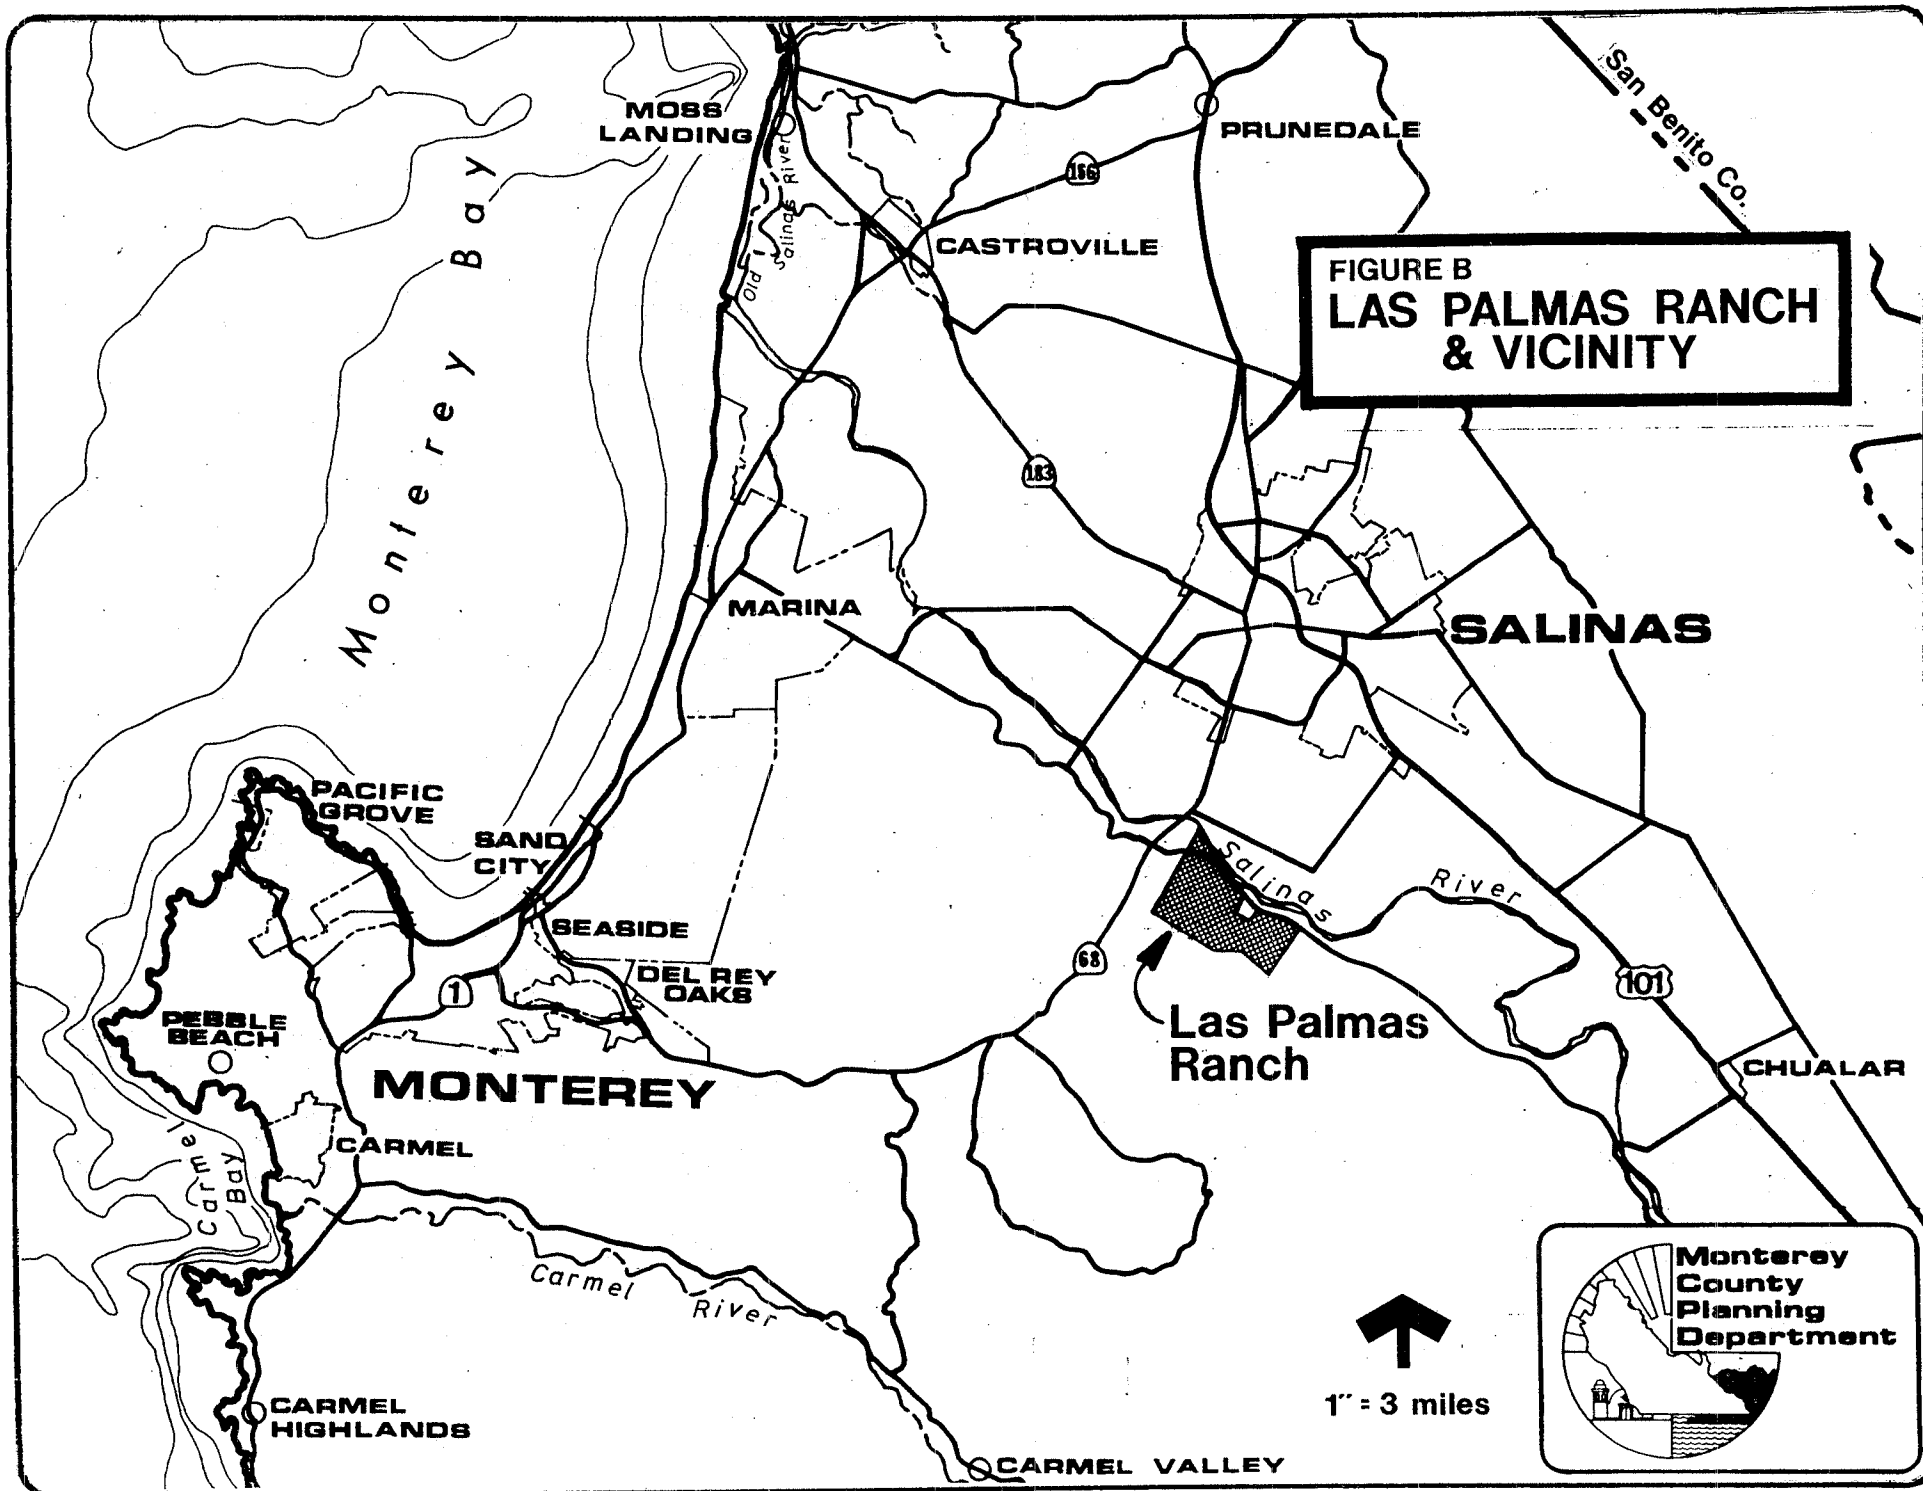 MOSS
LANDING
PRUNEDALE
San Benito Co.
156
Monterey Bay
Old Salinas River
CASTROVILLE
FIGURE B
LAS PALMAS RANCH
& VICINITY
183
MARINA
SALINAS
PACIFIC
GROVE
SAND
CITY
Salinas River
SEASIDE
68
DEL REY
OAKS
1
101
PEBBLE
BEACH
Las Palmas
Ranch
CHUALAR
MONTEREY
CARMEL
Carmel
Bay
Carmel River
Monterey
County
Planning
Department
1" = 3 miles
CARMEL
HIGHLANDS
CARMEL VALLEY